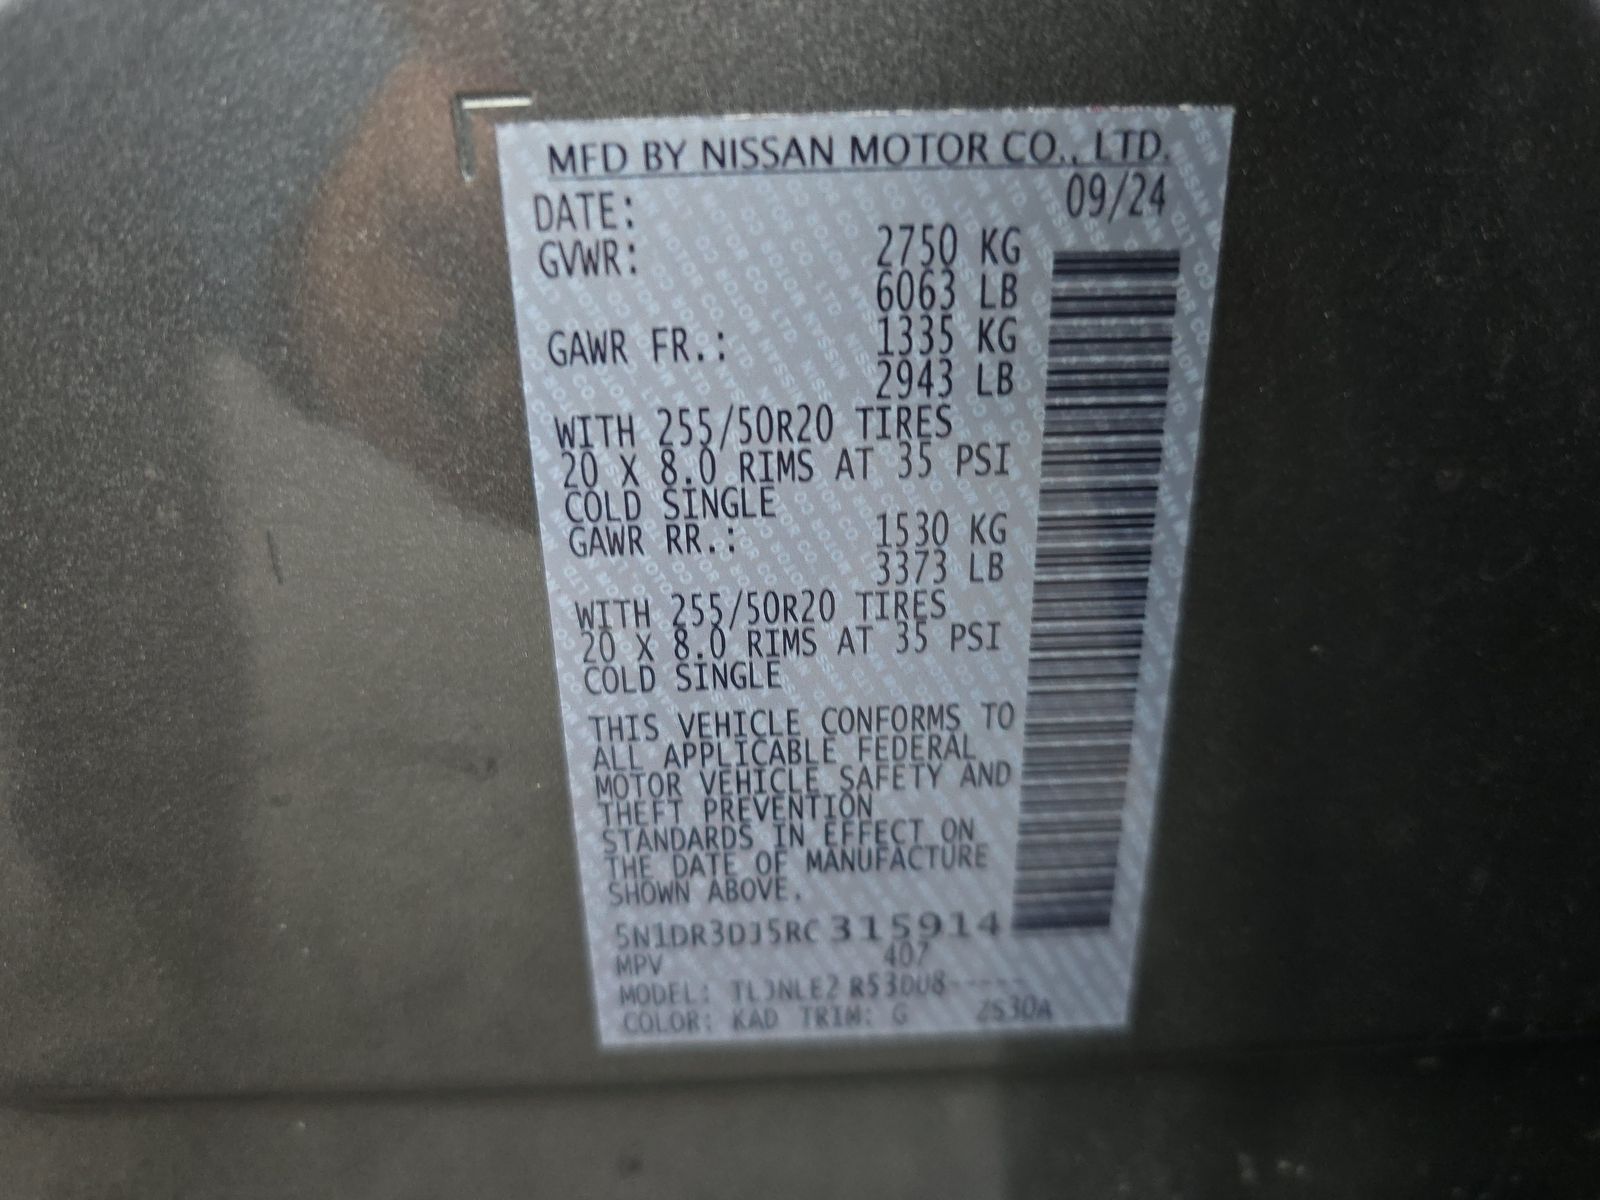 MFD BY NISSAN MOTOR CO., LTD.
DATE: 09/24
GVWR: 2750 KG
6063 LB
GAWR FR.: 1335 KG
2943 LB
WITH 255/50R20 TIRES
20 X 8.0 RIMS AT 35 PSI
COLD SINGLE
GAWR RR.: 1530 KG
3373 LB
WITH 255/50R20 TIRES
20 X 8.0 RIMS AT 35 PSI
COLD SINGLE
THIS VEHICLE CONFORMS TO
ALL APPLICABLE FEDERAL
MOTOR VEHICLE SAFETY AND
THEFT PREVENTION
STANDARDS IN EFFECT ON
THE DATE OF MANUFACTURE
SHOWN ABOVE.
5N1DR3DJ5RC315914
MPV 407
MODEL:
COLOR: KAD TRIM: G